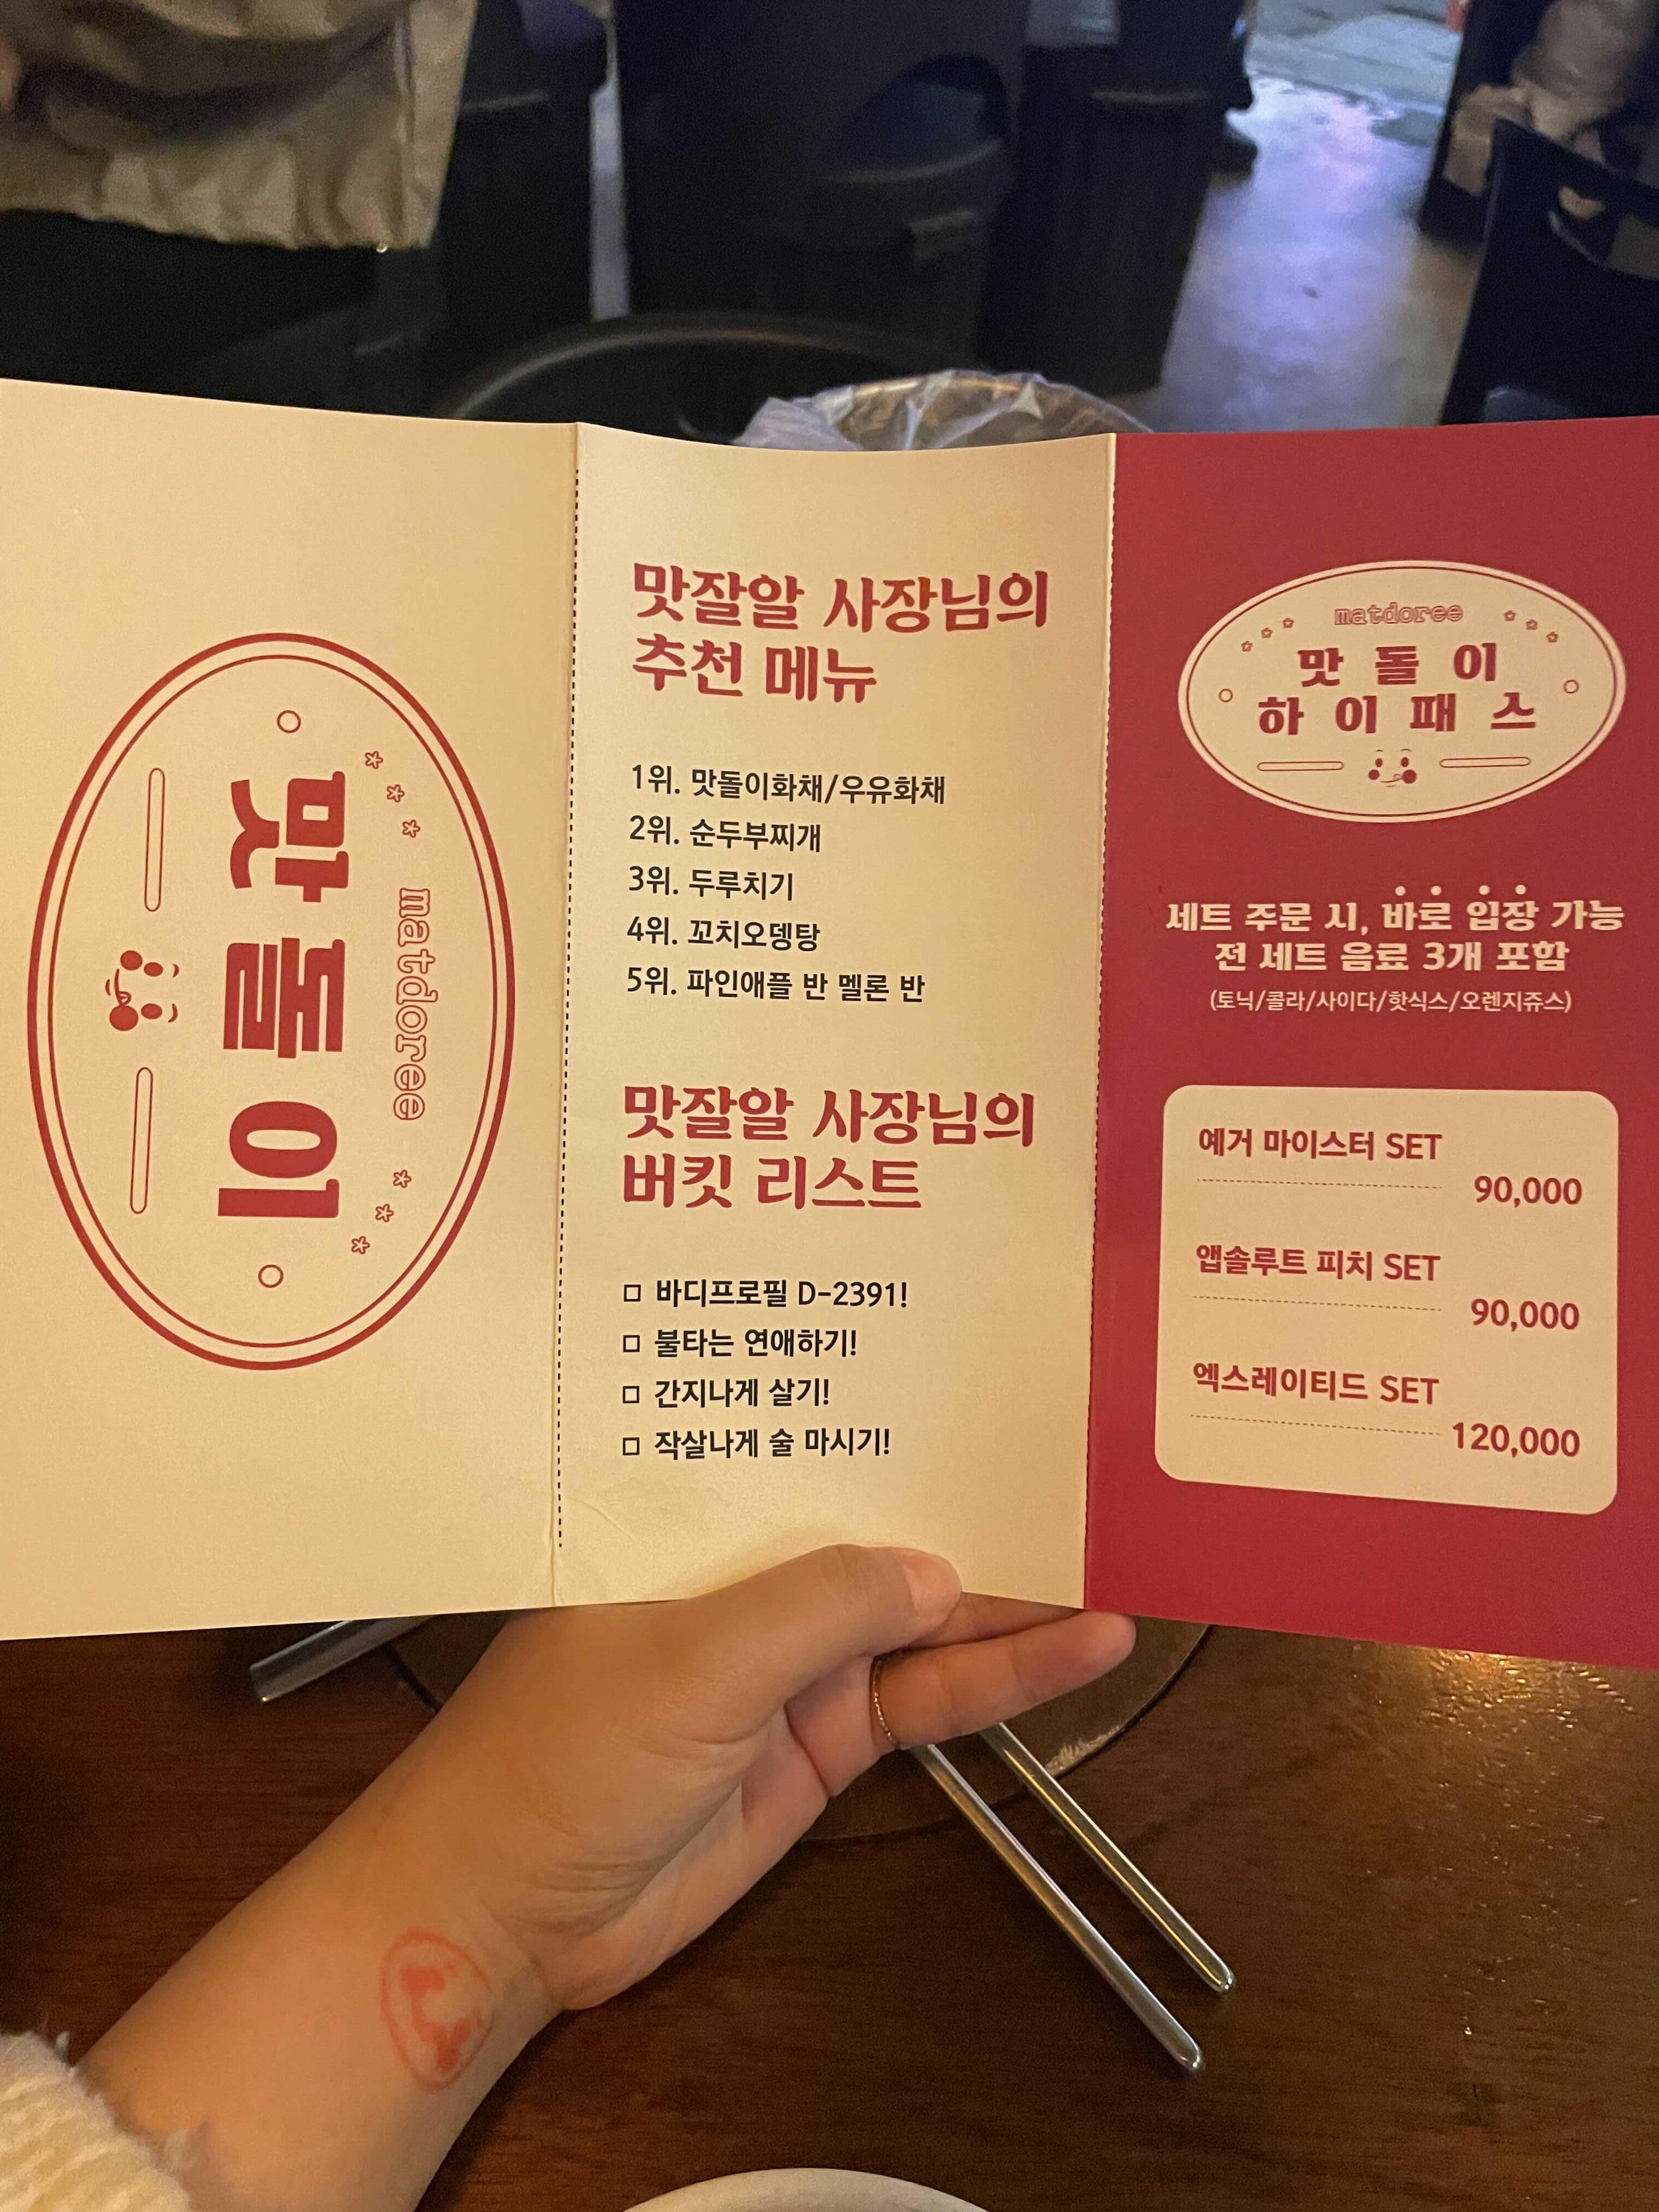 matdoree
맛돌이
맛잘알 사장님의
추천 메뉴
1위. 맛돌이화채/우유화채
2위. 순두부찌개
3위. 두루치기
4위. 꼬치오뎅탕
5위. 파인애플 반 멜론 반
맛잘알 사장님의
버킷 리스트
바디프로필 D-2391!
불타는 연애하기!
간지나게 살기!
작살나게 술 마시기!
matdoree
맛돌이
하이패스
세트 주문 시, 바로 입장 가능
전 세트 음료 3개 포함
(토닉/콜라/사이다/핫식스/오렌지쥬스)
예거 마이스터 SET
90,000
앱솔루트 피치 SET
90,000
엑스레이티드 SET
120,000